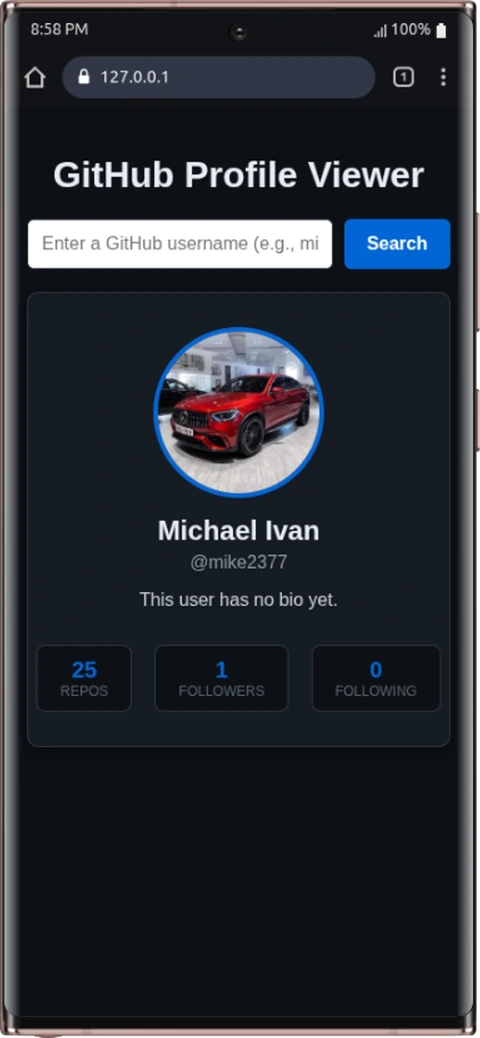 8:58 PM 100%
127.0.0.1 1
GitHub Profile Viewer
Enter a GitHub username (e.g., mi Search
Michael Ivan
@mike2377
This user has no bio yet.
25 1 0
REPOS FOLLOWERS FOLLOWING